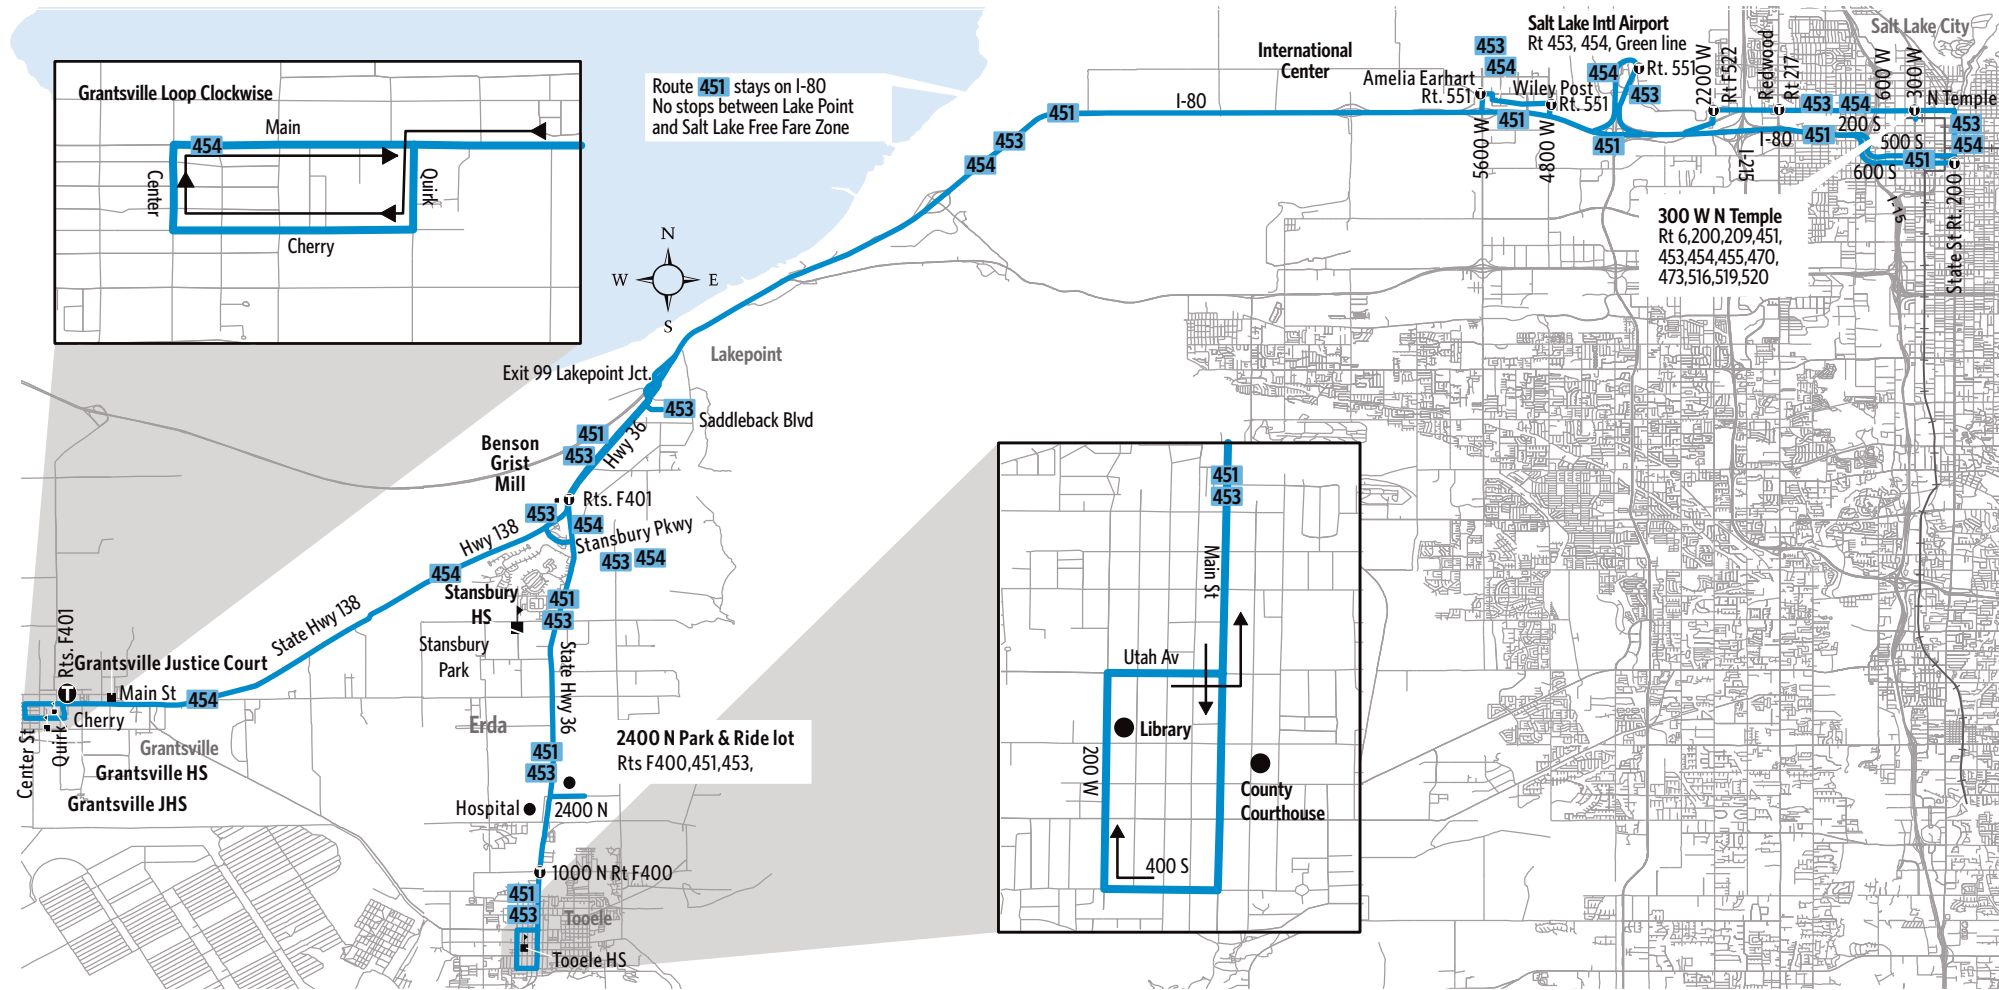 Grantsville Loop Clockwise
Main
454
Center
Quirk
Cherry
Route 451 stays on I-80
No stops between Lake Point
and Salt Lake Free Fare Zone
N
W
E
S
International
Center
Salt Lake Intl Airport
Rt 453, 454, Green line
Salt Lake City
453
454
Amelia Earhart
Rt. 551
Wiley Post
Rt. 551
454
Rt. 551
453
2200 W
Rt F522
Redwood
Rt 217
600 W
300 W
N Temple
453
454
I-80
451
453
454
5600 W
451
4800 W
451
I-215
I-80
451
200 S
500 S
451
600 S
453
454
I-15
State St Rt. 200
300 W N Temple
Rt 6,200,209,451,
453,454,455,470,
473,516,519,520
Lakepoint
Exit 99 Lakepoint Jct.
453
Saddleback Blvd
451
453
Hwy 36
Benson
Grist
Mill
Rts. F401
453
454
Stansbury Pkwy
453
454
Hwy 138
454
Stansbury
HS
451
453
Stansbury
Park
State Hwy 138
State Hwy 36
Rts. F401
Grantsville Justice Court
Main St
454
Cherry
Center St
Quirk
Grantsville
Grantsville HS
Grantsville JHS
Erda
451
453
2400 N Park & Ride lot
Rts F400,451,453,
Hospital
2400 N
1000 N Rt F400
451
453
Tooele
Tooele HS
451
453
Main St
Utah Av
Library
200 W
County
Courthouse
400 S